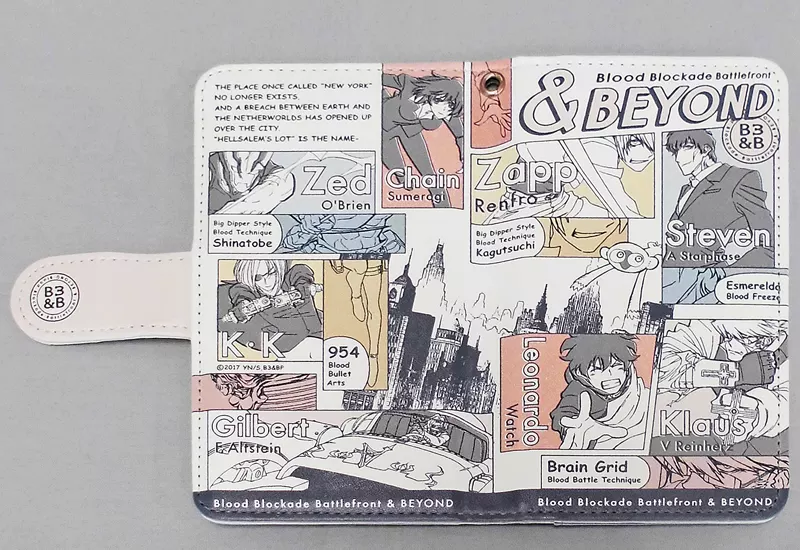 THE PLACE ONCE CALLED "NEW YORK"
NO LONGER EXISTS.
AND A BREACH BETWEEN EARTH AND
THE NETHERWORLDS HAS OPENED UP
OVER THE CITY.
"HELLSALEM'S LOT" IS THE NAME-
Blood Blockade Battlefront
& BEYOND
B3
&B
Zed
O'Brien
Chain
Sumeragi
Zapp
Renfro
Steven
A Starphase
Big Dipper Style
Blood Technique
Shinatobe
Big Dipper Style
Blood Technique
Kagutsuchi
Esmerelda
Blood Freeze
B3
&B
K·K
©2017 YN/S,B3&BP
954
Blood
Bullet
Arts
Leonardo
Watch
Klaus
V Reinherz
Gilbert
F Altstein
Brain Grid
Blood Battle Technique
Blood Blockade Battlefront & BEYOND
Blood Blockade Battlefront & BEYOND